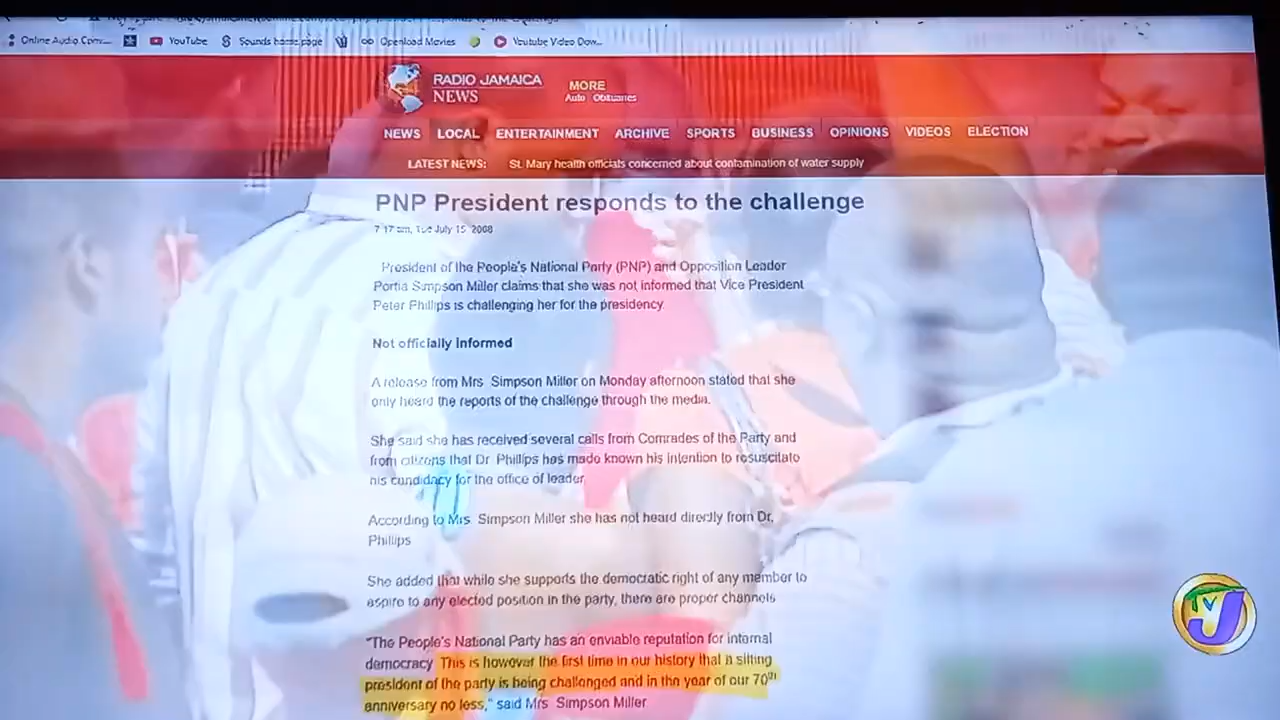 Online Audio Conv...
YouTube
Sounds homepage
Openload Movies
Youtube Video Dow...
RADIO JAMAICA
NEWS
MORE
Auto Obituaries
NEWS LOCAL ENTERTAINMENT ARCHIVE SPORTS BUSINESS OPINIONS VIDEOS ELECTION
LATEST NEWS: St. Mary health officials concerned about contamination of water supply
PNP President responds to the challenge
7:17 am, Tue July 15, 2008
President of the People's National Party (PNP) and Opposition Leader
Portia Simpson Miller claims that she was not informed that Vice President
Peter Phillips is challenging her for the presidency.
Not officially informed
A release from Mrs. Simpson Miller on Monday afternoon stated that she
only heard the reports of the challenge through the media.
She said she has received several calls from Comrades of the Party and
from citizens that Dr. Phillips has made known his intention to resuscitate
his candidacy for the office of leader.
According to Mrs. Simpson Miller she has not heard directly from Dr.
Phillips
She added that while she supports the democratic right of any member to
aspire to any elected position in the party, there are proper channels
"The People's National Party has an enviable reputation for internal
democracy. This is however the first time in our history that a sitting
president of the party is being challenged and in the year of our 70th
anniversary no less," said Mrs. Simpson Miller
TVJ